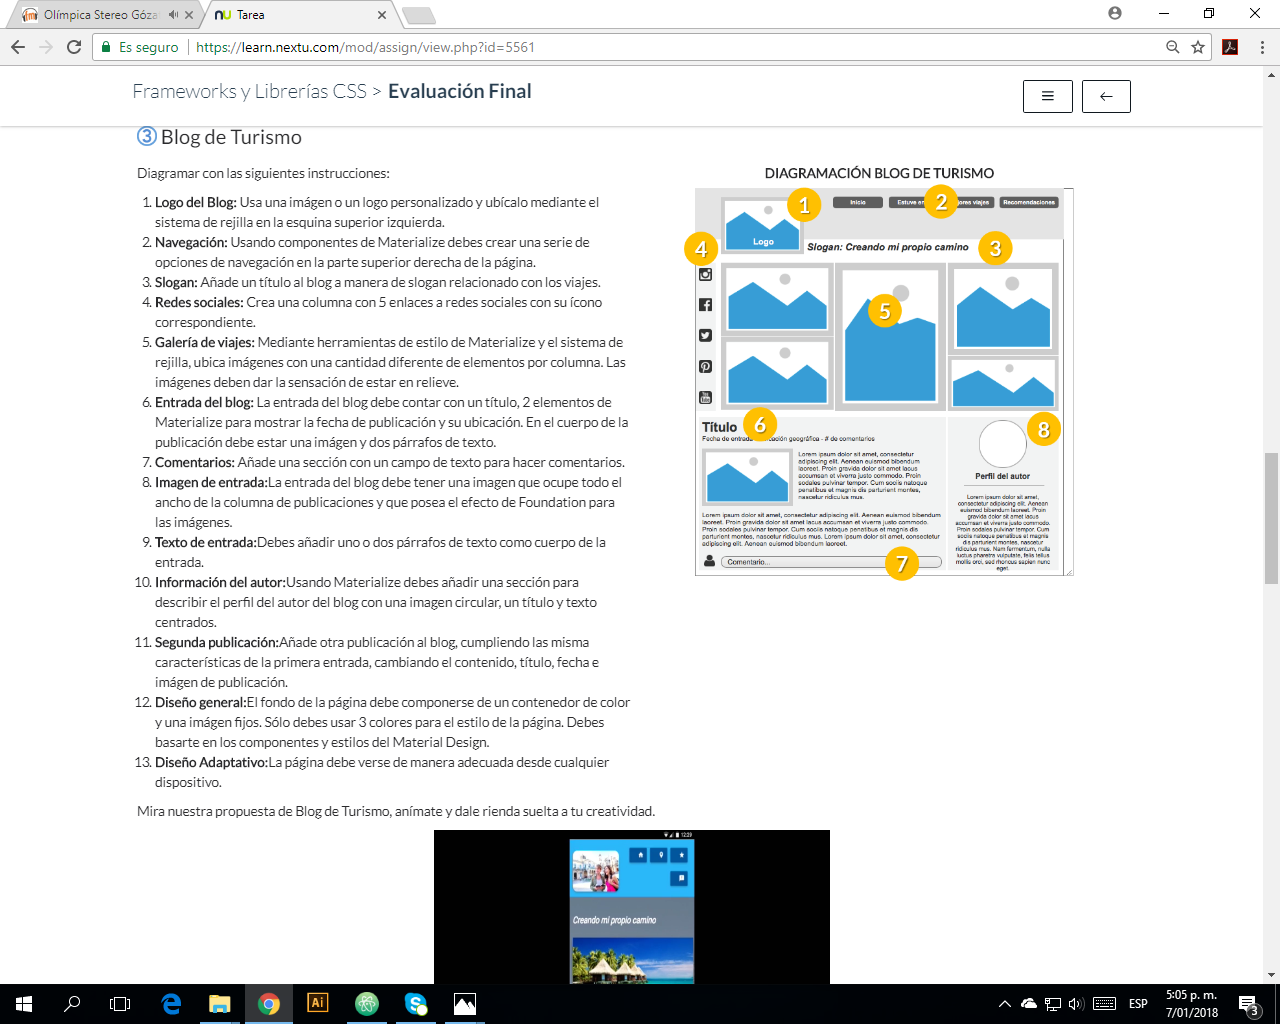 Olímpica Stereo Góza
nu Tarea
Es seguro
https://learn.nextu.com/mod/assign/view.php?id=5561
Frameworks y Librerías CSS > Evaluación Final
3 Blog de Turismo
Diagramar con las siguientes instrucciones:
1. Logo del Blog: Usa una imágen o un logo personalizado y ubícalo mediante el
sistema de rejilla en la esquina superior izquierda.
2. Navegación: Usando componentes de Materialize debes crear una serie de
opciones de navegación en la parte superior derecha de la página.
3. Slogan: Añade un título al blog a manera de slogan relacionado con los viajes.
4. Redes sociales: Crea una columna con 5 enlaces a redes sociales con su ícono
correspondiente.
5. Galería de viajes: Mediante herramientas de estilo de Materialize y el sistema de
rejilla, ubica imágenes con una cantidad diferente de elementos por columna. Las
imágenes deben dar la sensación de estar en relieve.
6. Entrada del blog: La entrada del blog debe contar con un título, 2 elementos de
Materialize para mostrar la fecha de publicación y su ubicación. En el cuerpo de la
publicación debe estar una imágen y dos párrafos de texto.
7. Comentarios: Añade una sección con un campo de texto para hacer comentarios.
8. Imagen de entrada:La entrada del blog debe tener una imagen que ocupe todo el
ancho de la columna de publicaciones y que posea el efecto de Foundation para
las imágenes.
9. Texto de entrada:Debes añadir uno o dos párrafos de texto como cuerpo de la
entrada.
10. Información del autor:Usando Materialize debes añadir una sección para
describir el perfil del autor del blog con una imagen circular, un título y texto
centrados.
11. Segunda publicación:Añade otra publicación al blog, cumpliendo las misma
características de la primera entrada, cambiando el contenido, título, fecha e
imágen de publicación.
12. Diseño general:El fondo de la página debe componerse de un contenedor de color
y una imágen fijos. Sólo debes usar 3 colores para el estilo de la página. Debes
basarte en los componentes y estilos del Material Design.
13. Diseño Adaptativo:La página debe verse de manera adecuada desde cualquier
dispositivo.
Mira nuestra propuesta de Blog de Turismo, anímate y dale rienda suelta a tu creatividad.
DIAGRAMACIÓN BLOG DE TURISMO
1
2
Inicio
Estuve en
ores viajes
Recomendaciones
Logo
4
Slogan: Creando mi propio camino
3
5
Título
6
Fecha de entrada
geográfica - # de comentarios
Lorem ipsum dolor sit amet, consectetur
adipiscing elit. Aenean euismod bibendum
laoreet. Proin gravida dolor sit amet lacus
accumsan et viverra justo commodo. Proin
sodales pulvinar tempor. Cum sociis natoque
penatibus et magnis dis parturient montes,
nascetur ridiculus mus.
Lorem ipsum dolor sit amet, consectetur adipiscing elit. Aenean euismod bibendum
laoreet. Proin gravida dolor sit amet lacus accumsan et viverra justo commodo.
Proin sodales pulvinar tempor. Cum sociis natoque penatibus et magnis dis
parturient montes, nascetur ridiculus mus. Lorem ipsum dolor sit amet, consectetur
adipiscing elit. Aenean euismod bibendum laoreet.
Comentario...
7
8
Perfil del autor
Lorem ipsum dolor sit amet,
consectetur adipiscing elit.
Aenean euismod bibendum
laoreet. Proin gravida dolor
sit amet lacus accumsan et
viverra justo commodo. Proin
sodales pulvinar tempor. Cum
sociis natoque penatibus et
magnis dis parturient
montes, nascetur
ridiculus mus. Nam fermentum, nulla
luctus pharetra vulputate, felis tellus
mollis orci, sed rhoncus sapien nunc
eget.
12:39
Creando mi propio camino
Ai
ESP
5:05 p. m.
7/01/2018
3